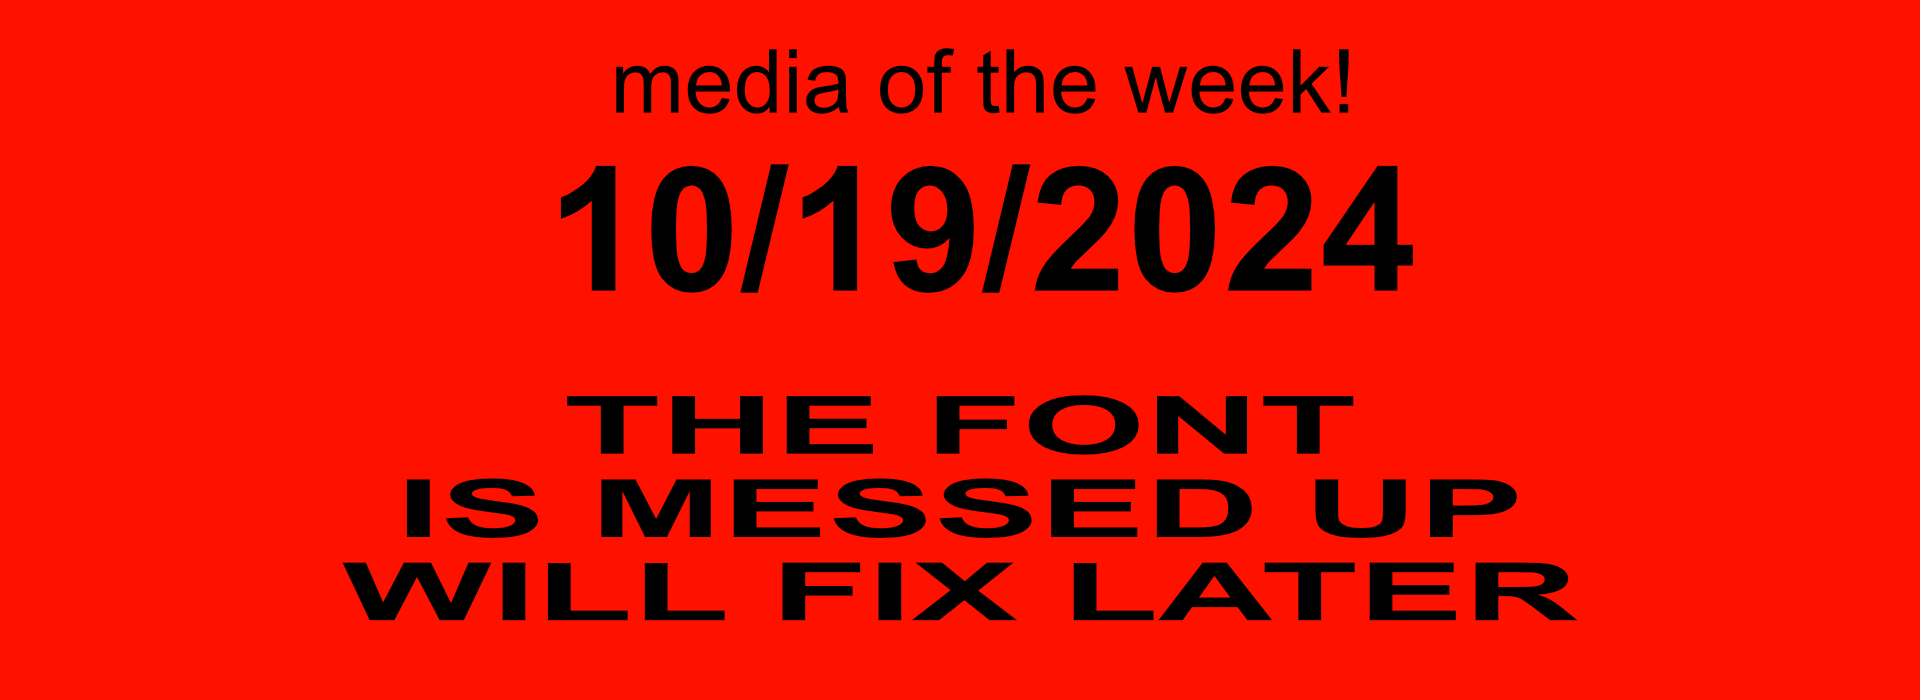 media of the week!
10/19/2024
THE FONT
IS MESSED UP
WILL FIX LATER